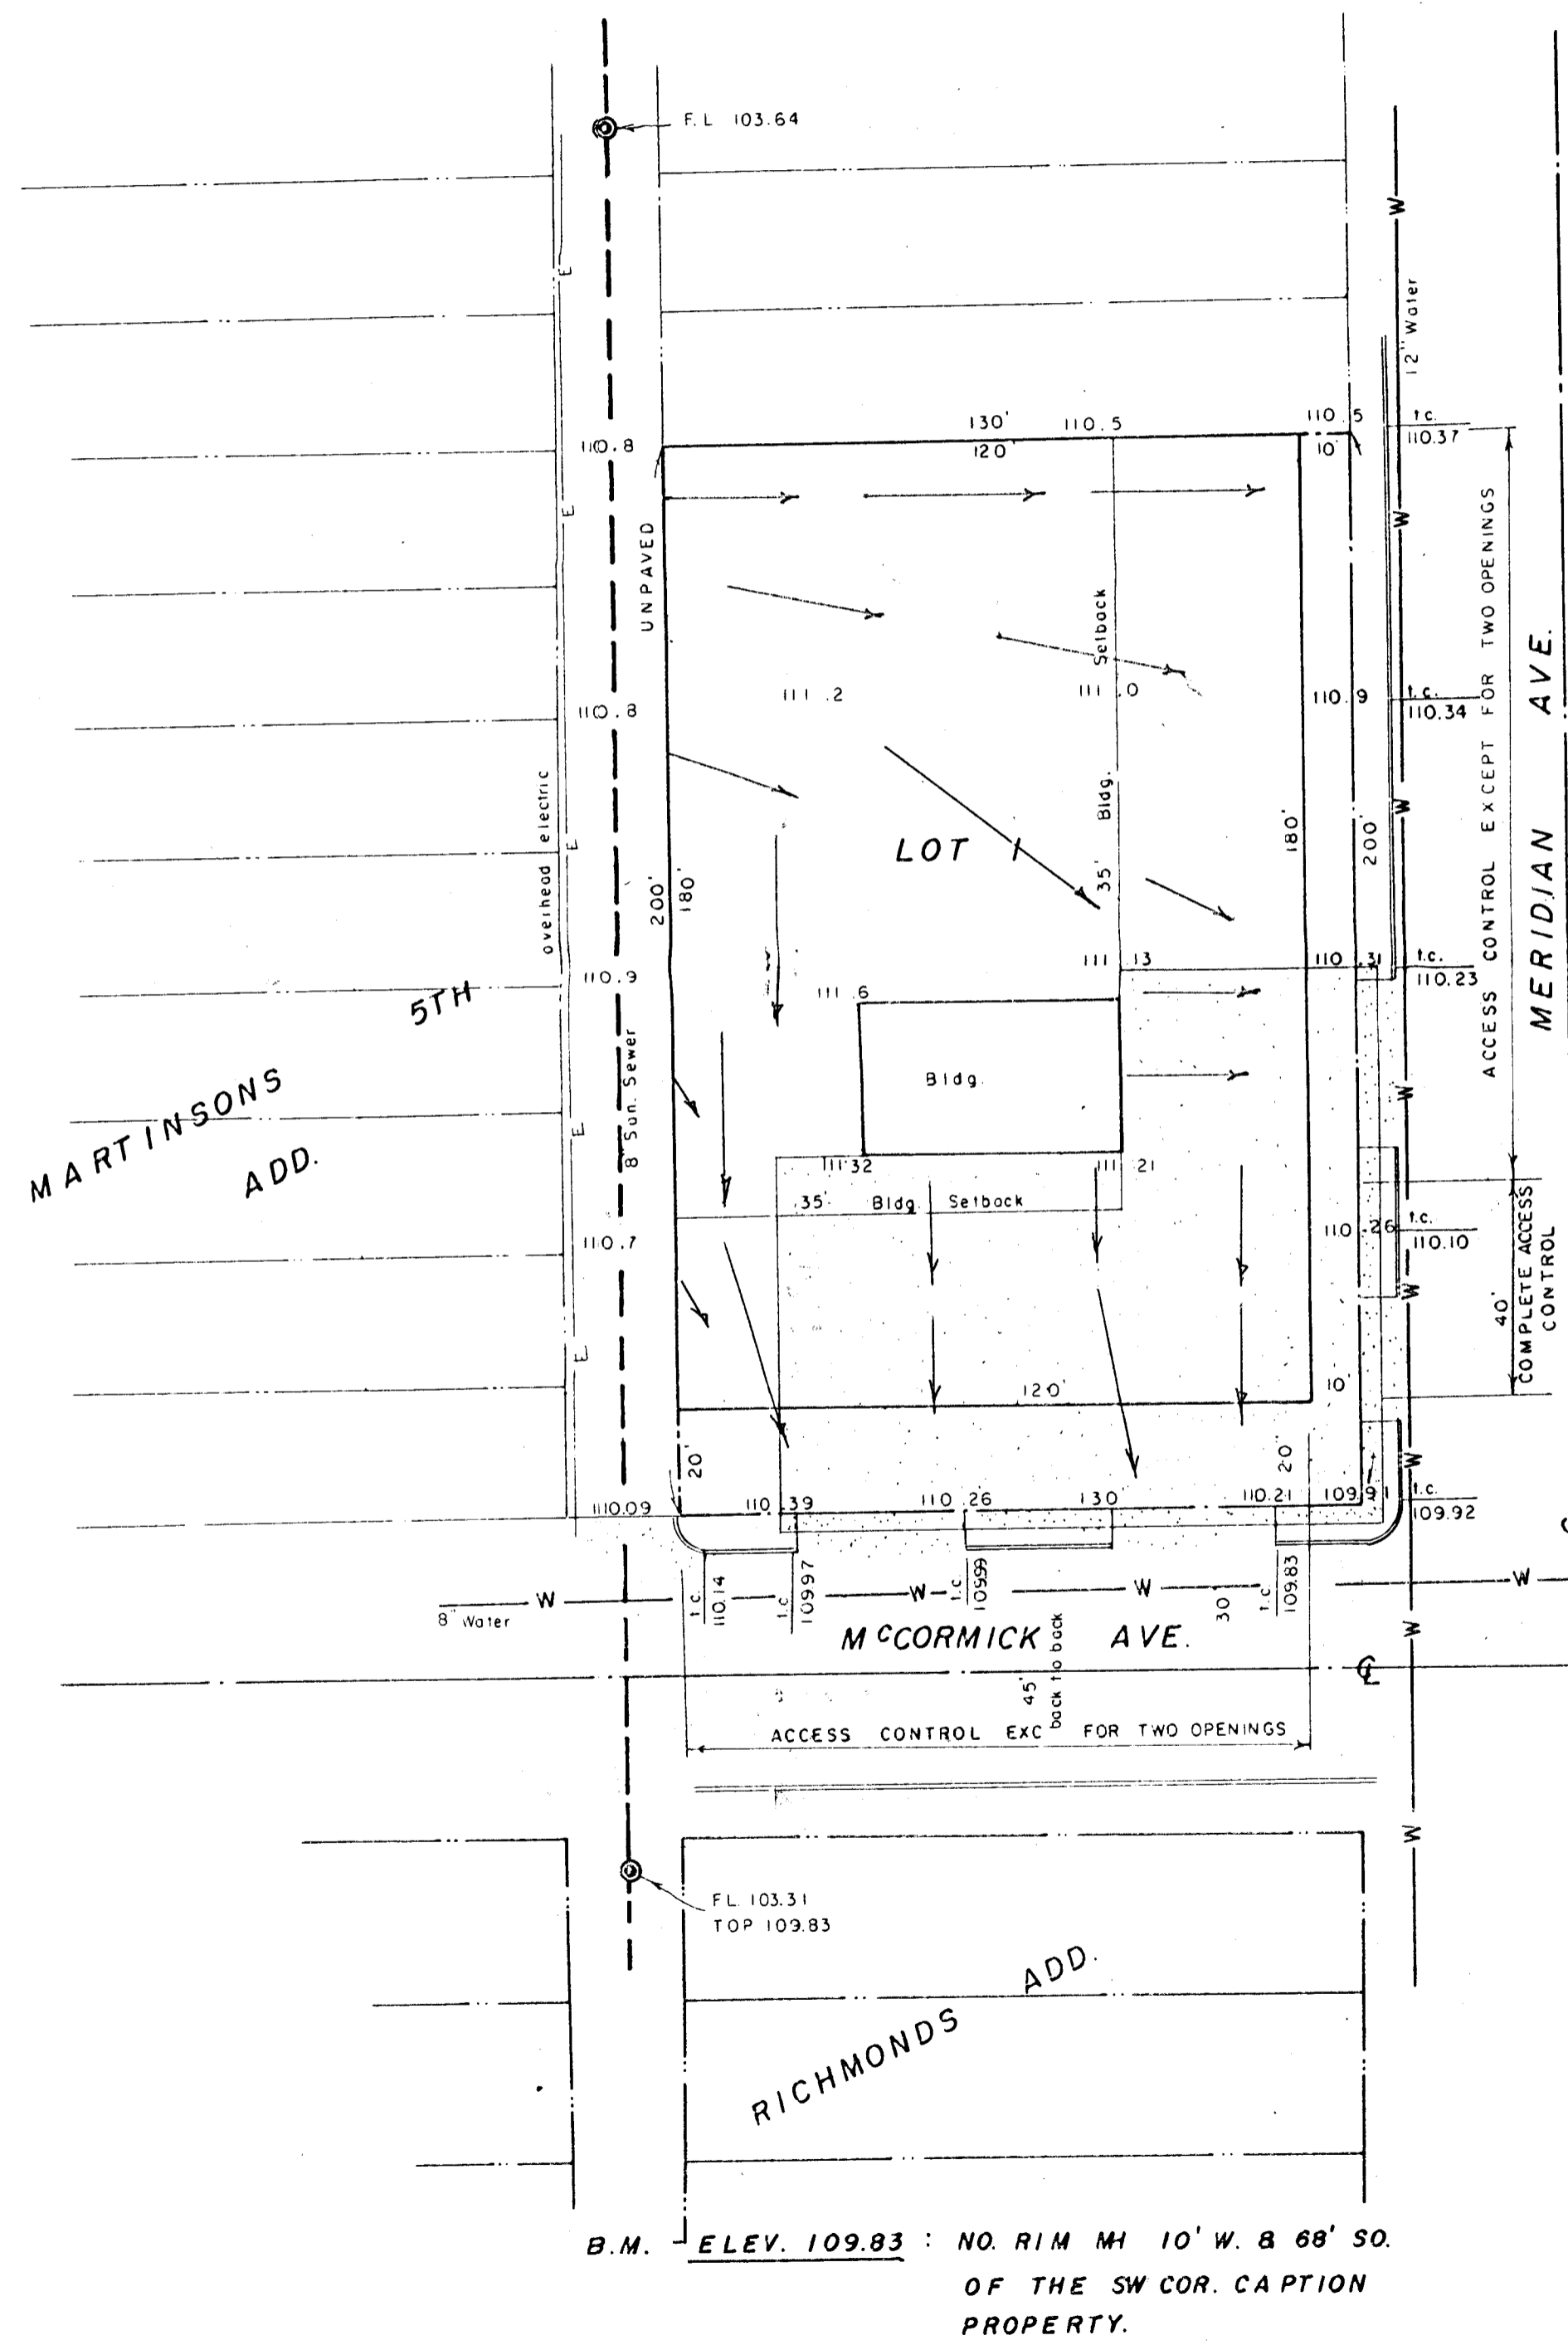 F.L 103.64
12" Water
130' 110.5 110.5 t.c.
110.37
110.8 120' 10'
UNPAVED
Setback
ACCESS CONTROL EXCEPT FOR TWO OPENINGS
MERIDIAN AVE.
111.2 111.0 110.9 t.c.
110.8 110.34
overhead electric
35' Bldg.
LOT 1
180' 200'
200' 180'
111.13 110.31 t.c.
110.9 110.23
111.6
5TH
MARTINSONS
ADD.
8" San. Sewer
Bldg.
111.32 111.21
35' Bldg. Setback
110.7 110.26 t.c.
110.10
40'
COMPLETE ACCESS
CONTROL
120' 10'
20' 20'
110.09 110.39 110.26 130' 110.21 109.91 t.c.
109.92
t.c. 110.14
t.c. 109.97
t.c. 109.99
t.c. 109.83
30'
W W W W
8" Water
McCORMICK AVE.
45'
back to back
ACCESS CONTROL EXC FOR TWO OPENINGS
FL. 103.31
TOP 109.83
RICHMONDS ADD.
B.M. ELEV. 109.83 : NO. RIM MH 10' W. & 68' SO.
OF THE SW COR. CAPTION
PROPERTY.